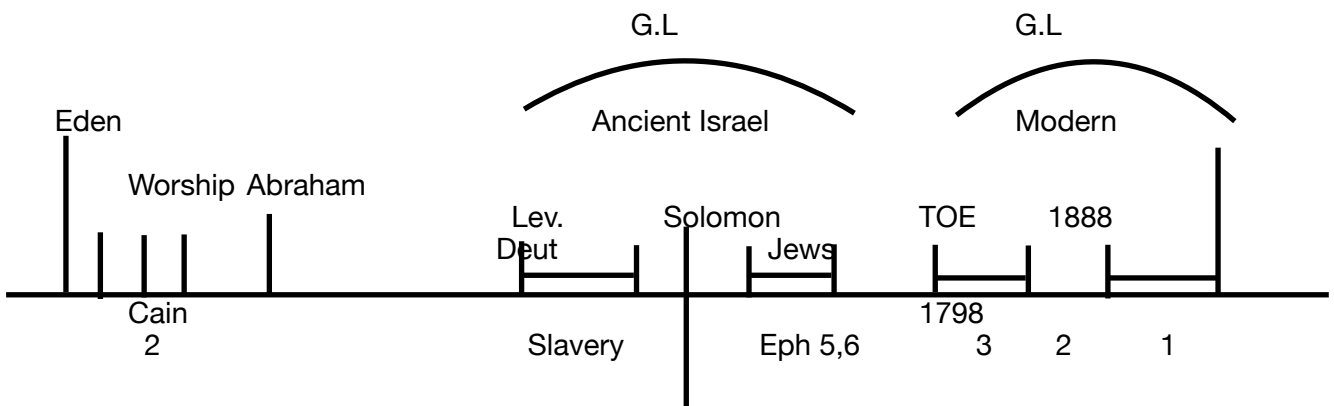 G.L
G.L
Eden
Ancient Israel
Modern
Worship
Abraham
Lev.
Deut
Solomon
Jews
TOE
1888
Cain
2
Slavery
Eph 5,6
1798
3
2
1